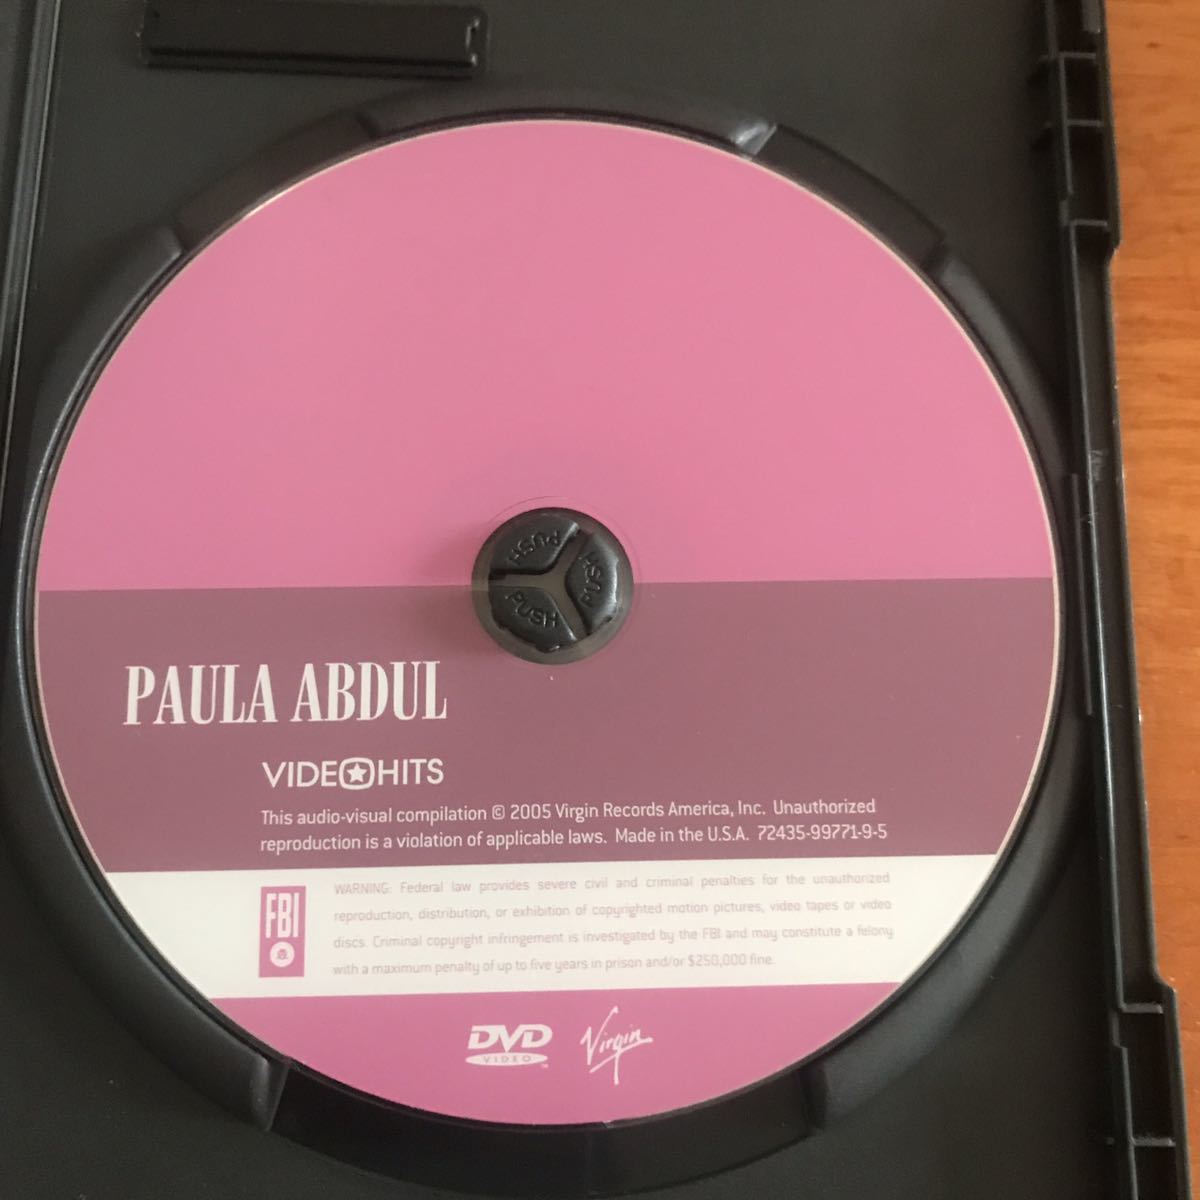 PUSH
PUSH
PUSH
PAULA ABDUL
VIDEOHITS
This audio-visual compilation © 2005 Virgin Records America, Inc. Unauthorized
reproduction is a violation of applicable laws. Made in the U.S.A. 72435-99771-9-5
FBI
WARNING: Federal law provides severe civil and criminal penalties for the unauthorized
reproduction, distribution, or exhibition of copyrighted motion pictures, video tapes or video
discs. Criminal copyright infringement is investigated by the FBI and may constitute a felony
with a maximum penalty of up to five years in prison and/or $250,000 fine.
DVD
VIDEO™
Virgin